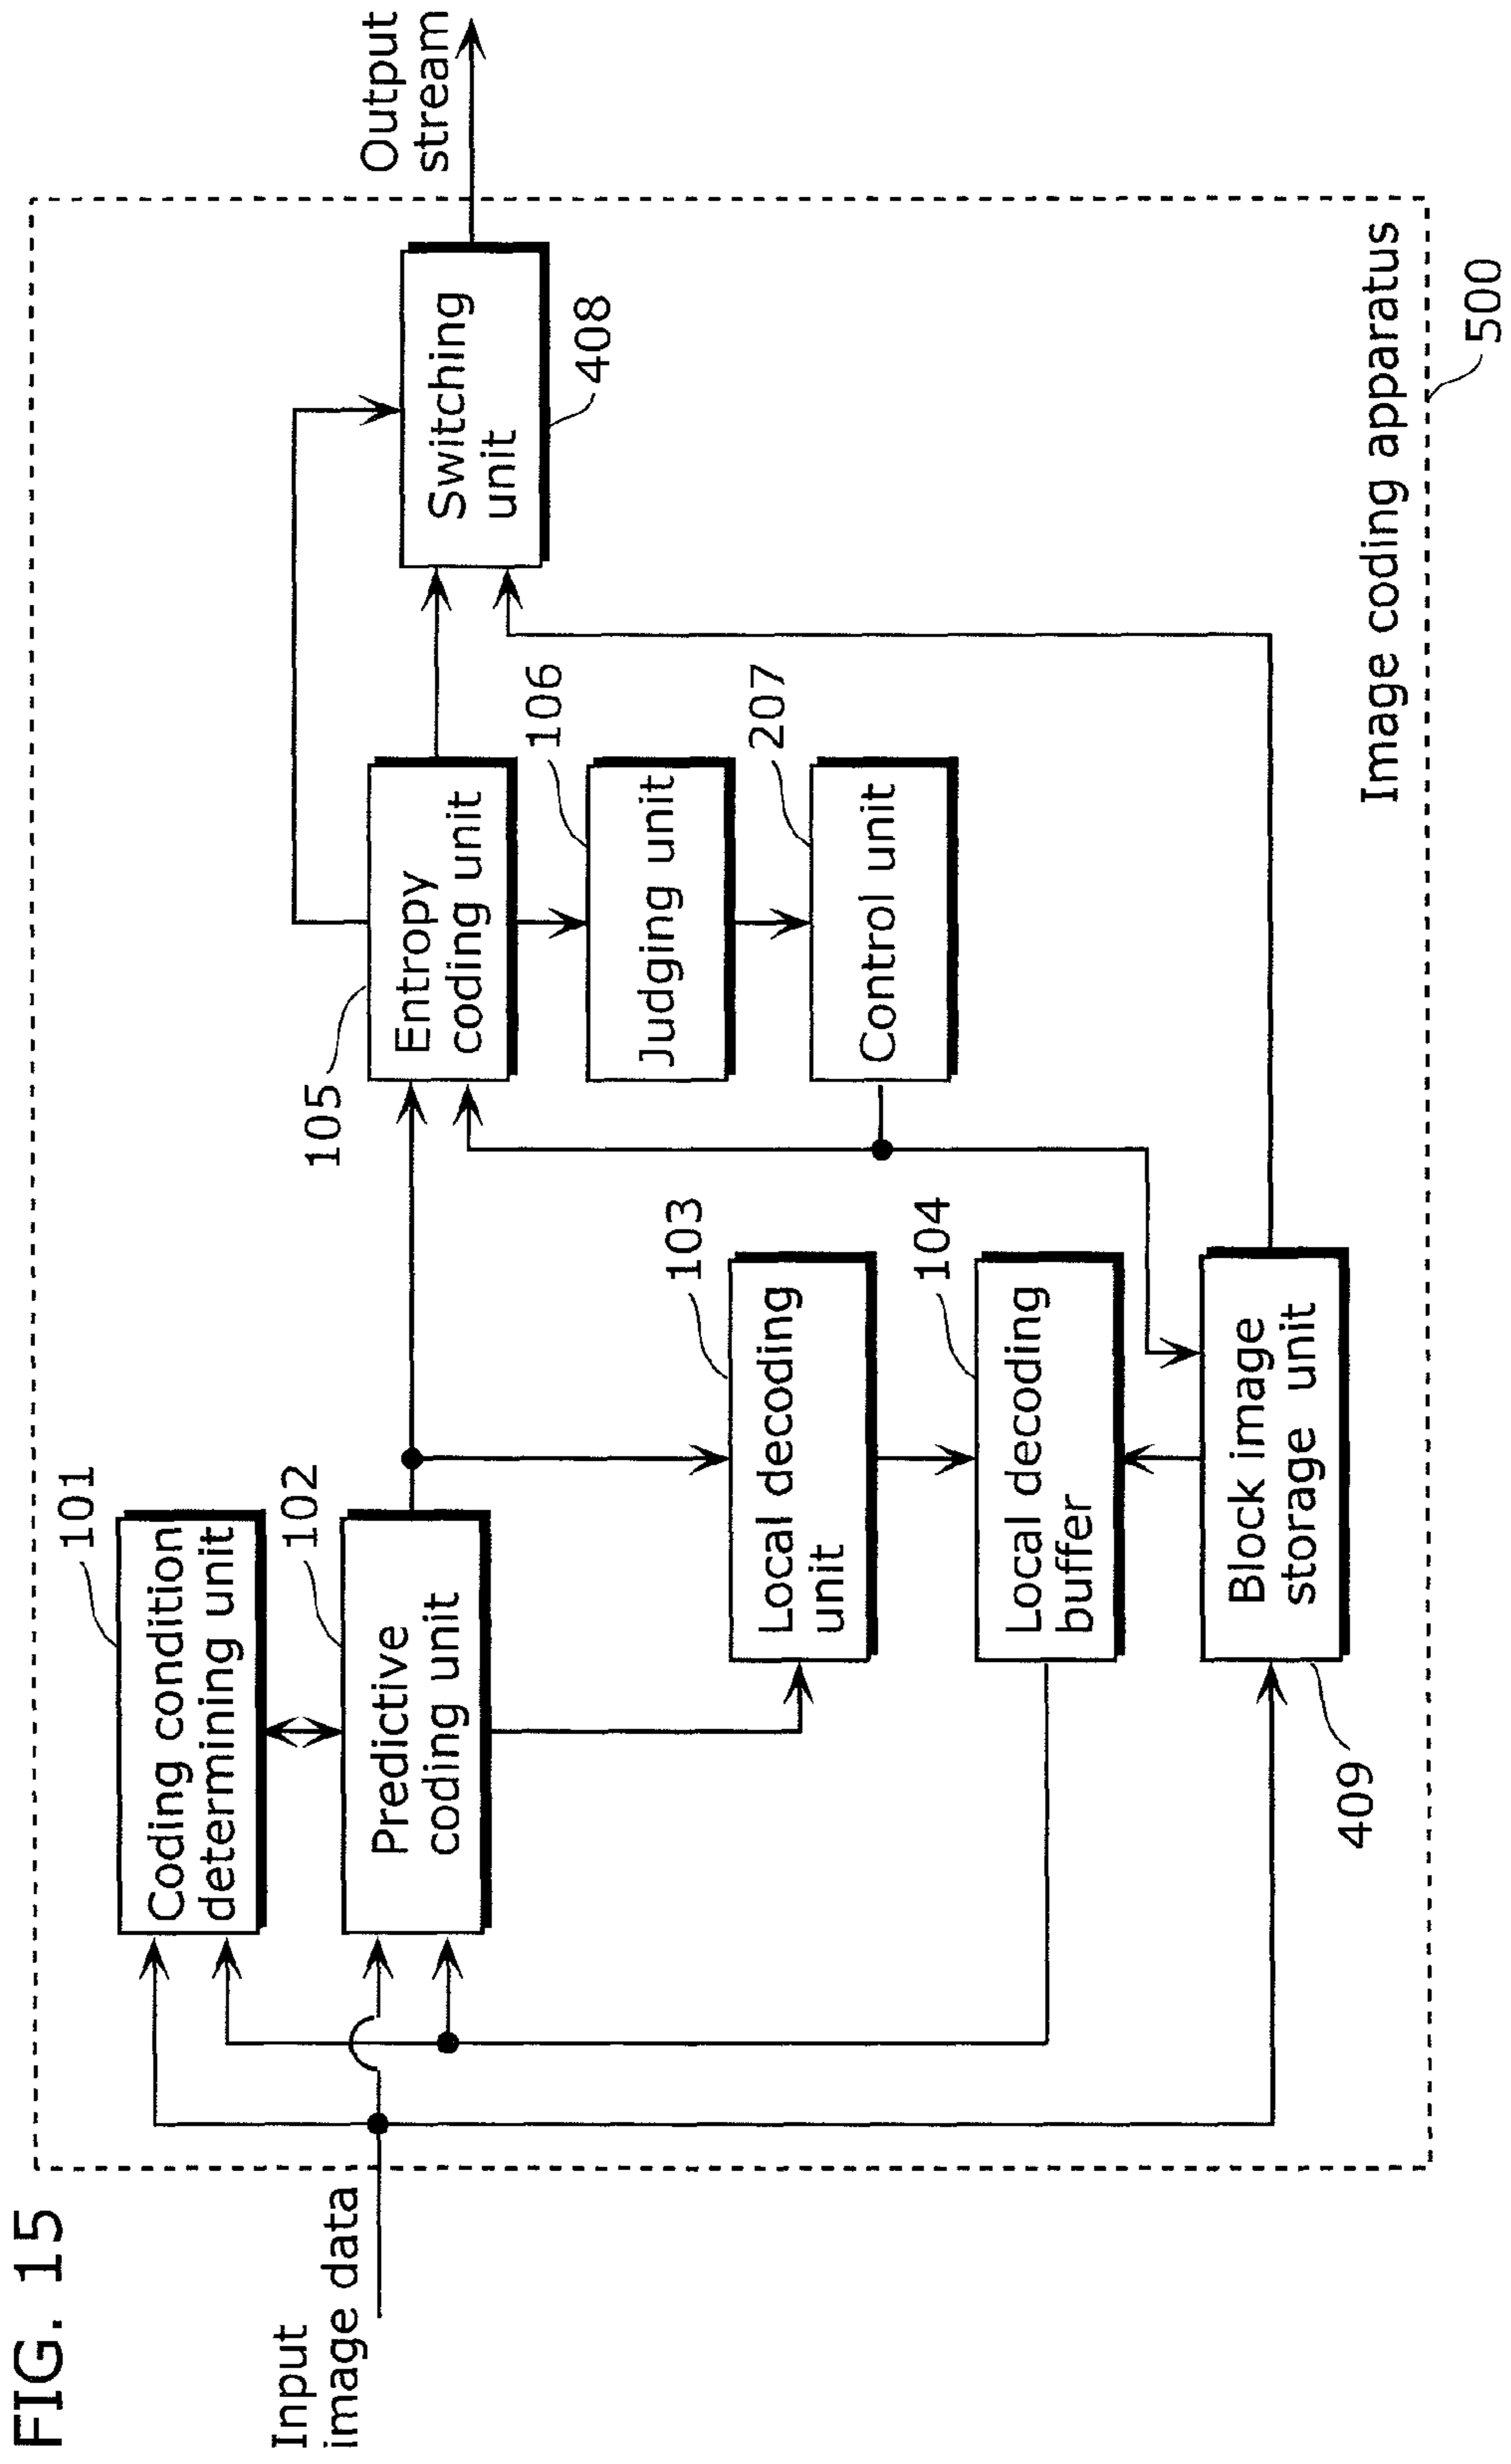 FIG. 15
Input
image data
Coding condition
determining unit
101
Predictive
coding unit
102
Local decoding
unit
103
Local decoding
buffer
104
Block image
storage unit
409
Entropy
coding unit
105
Judging unit
106
Control unit
207
Switching
unit
408
Output
stream
Image coding apparatus
500